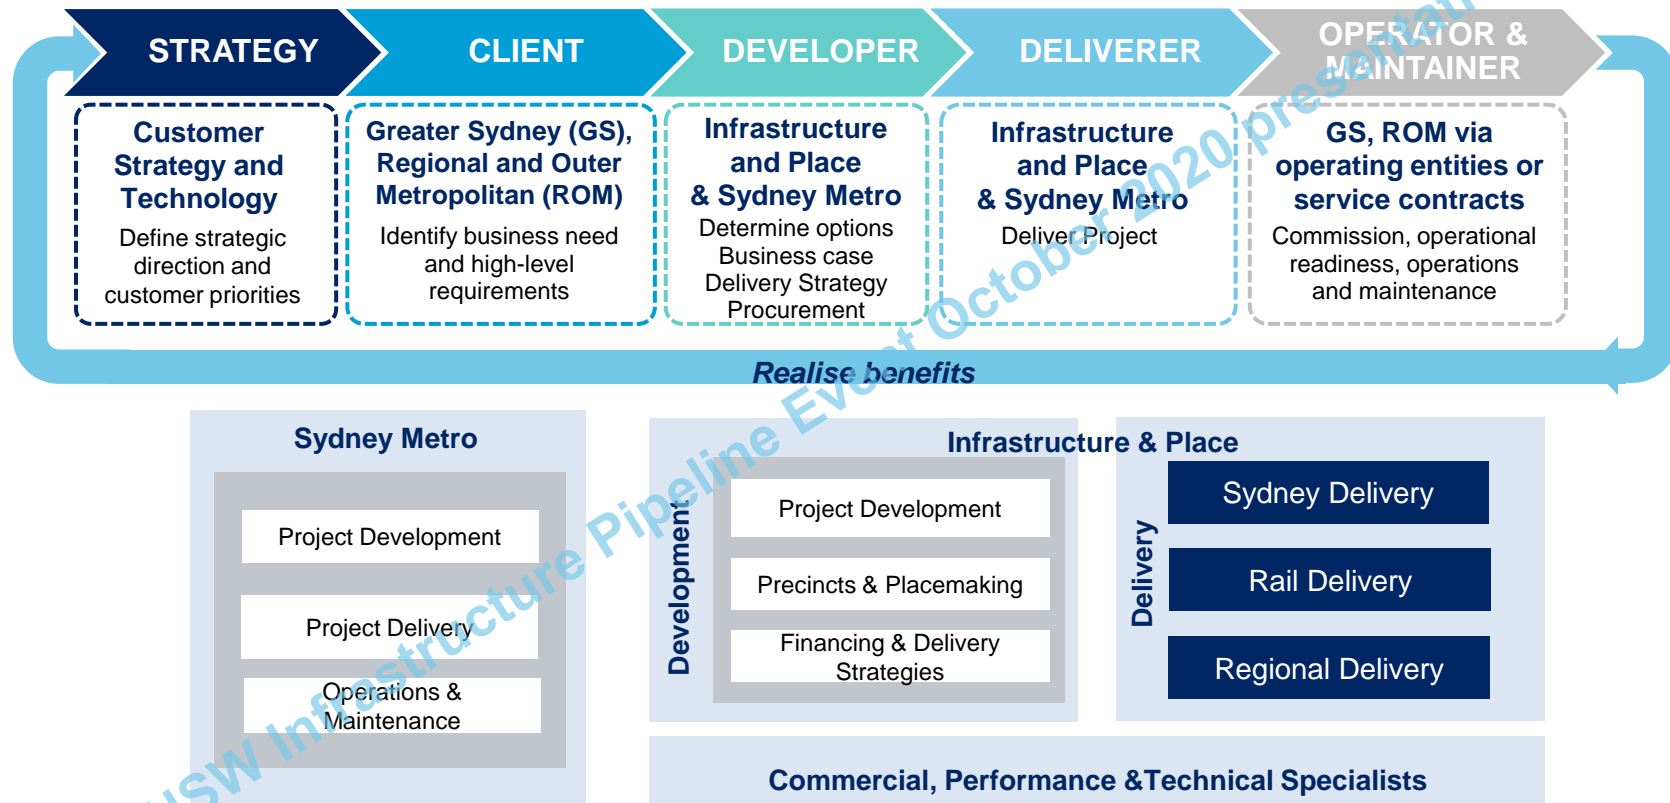 STRATEGY
CLIENT
DEVELOPER
DELIVERER
OPERATOR &
MAINTAINER
Customer
Strategy and
Technology
Define strategic
direction and
customer priorities
Greater Sydney (GS),
Regional and Outer
Metropolitan (ROM)
Identify business need
and high-level
requirements
Infrastructure
and Place
& Sydney Metro
Determine options
Business case
Delivery Strategy
Procurement
Infrastructure
and Place
& Sydney Metro
Deliver Project
GS, ROM via
operating entities or
service contracts
Commission, operational
readiness, operations
and maintenance
Realise benefits
Sydney Metro
Project Development
Project Delivery
Operations &
Maintenance
Infrastructure & Place
Development
Project Development
Precincts & Placemaking
Financing & Delivery
Strategies
Delivery
Sydney Delivery
Rail Delivery
Regional Delivery
Commercial, Performance &Technical Specialists
NSW Infrastructure Pipeline Event October 2020 presentati